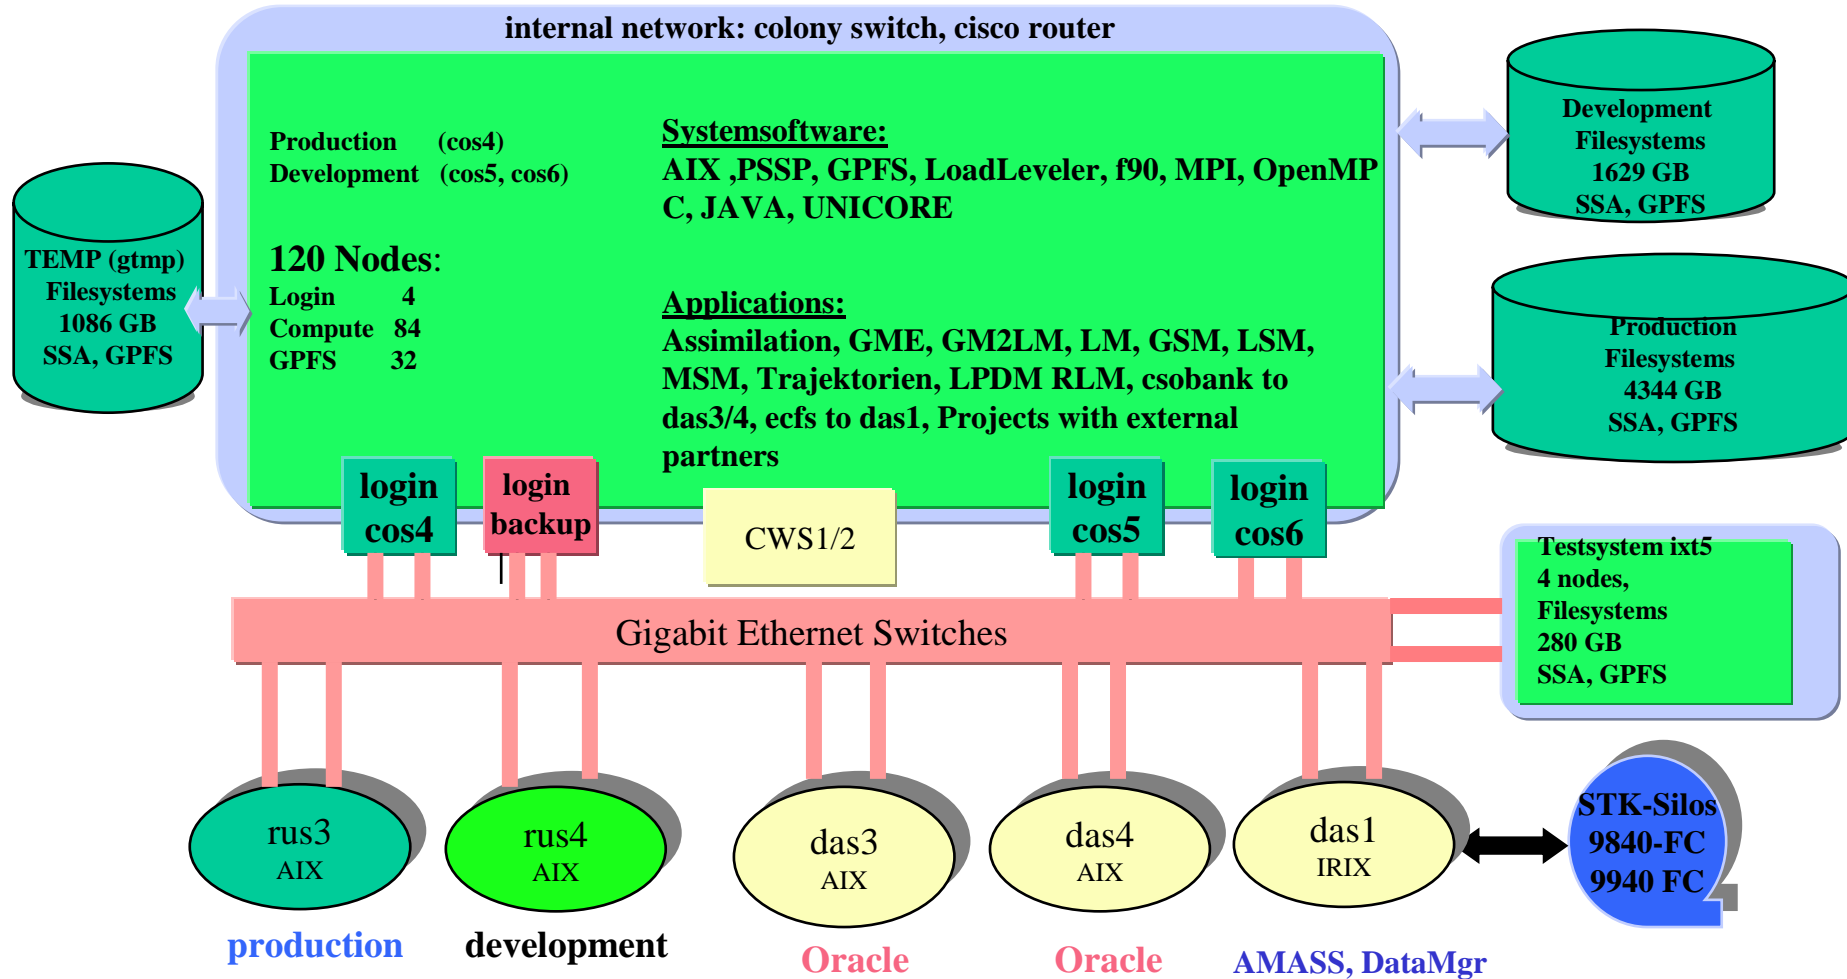 internal network: colony switch, cisco router
Production (cos4)
Development (cos5, cos6)
120 Nodes:
Login 4
Compute 84
GPFS 32
Systemsoftware:
AIX ,PSSP, GPFS, LoadLeveler, f90, MPI, OpenMP
C, JAVA, UNICORE
Applications:
Assimilation, GME, GM2LM, LM, GSM, LSM,
MSM, Trajektorien, LPDM RLM, csobank to
das3/4, ecfs to das1, Projects with external
partners
TEMP (gtmp)
Filesystems
1086 GB
SSA, GPFS
Development
Filesystems
1629 GB
SSA, GPFS
Production
Filesystems
4344 GB
SSA, GPFS
login
cos4
login
backup
CWS1/2
login
cos5
login
cos6
Testsystem ixt5
4 nodes,
Filesystems
280 GB
SSA, GPFS
Gigabit Ethernet Switches
rus3
AIX
rus4
AIX
das3
AIX
das4
AIX
das1
IRIX
STK-Silos
9840-FC
9940 FC
production
development
Oracle
Oracle
AMASS, DataMgr